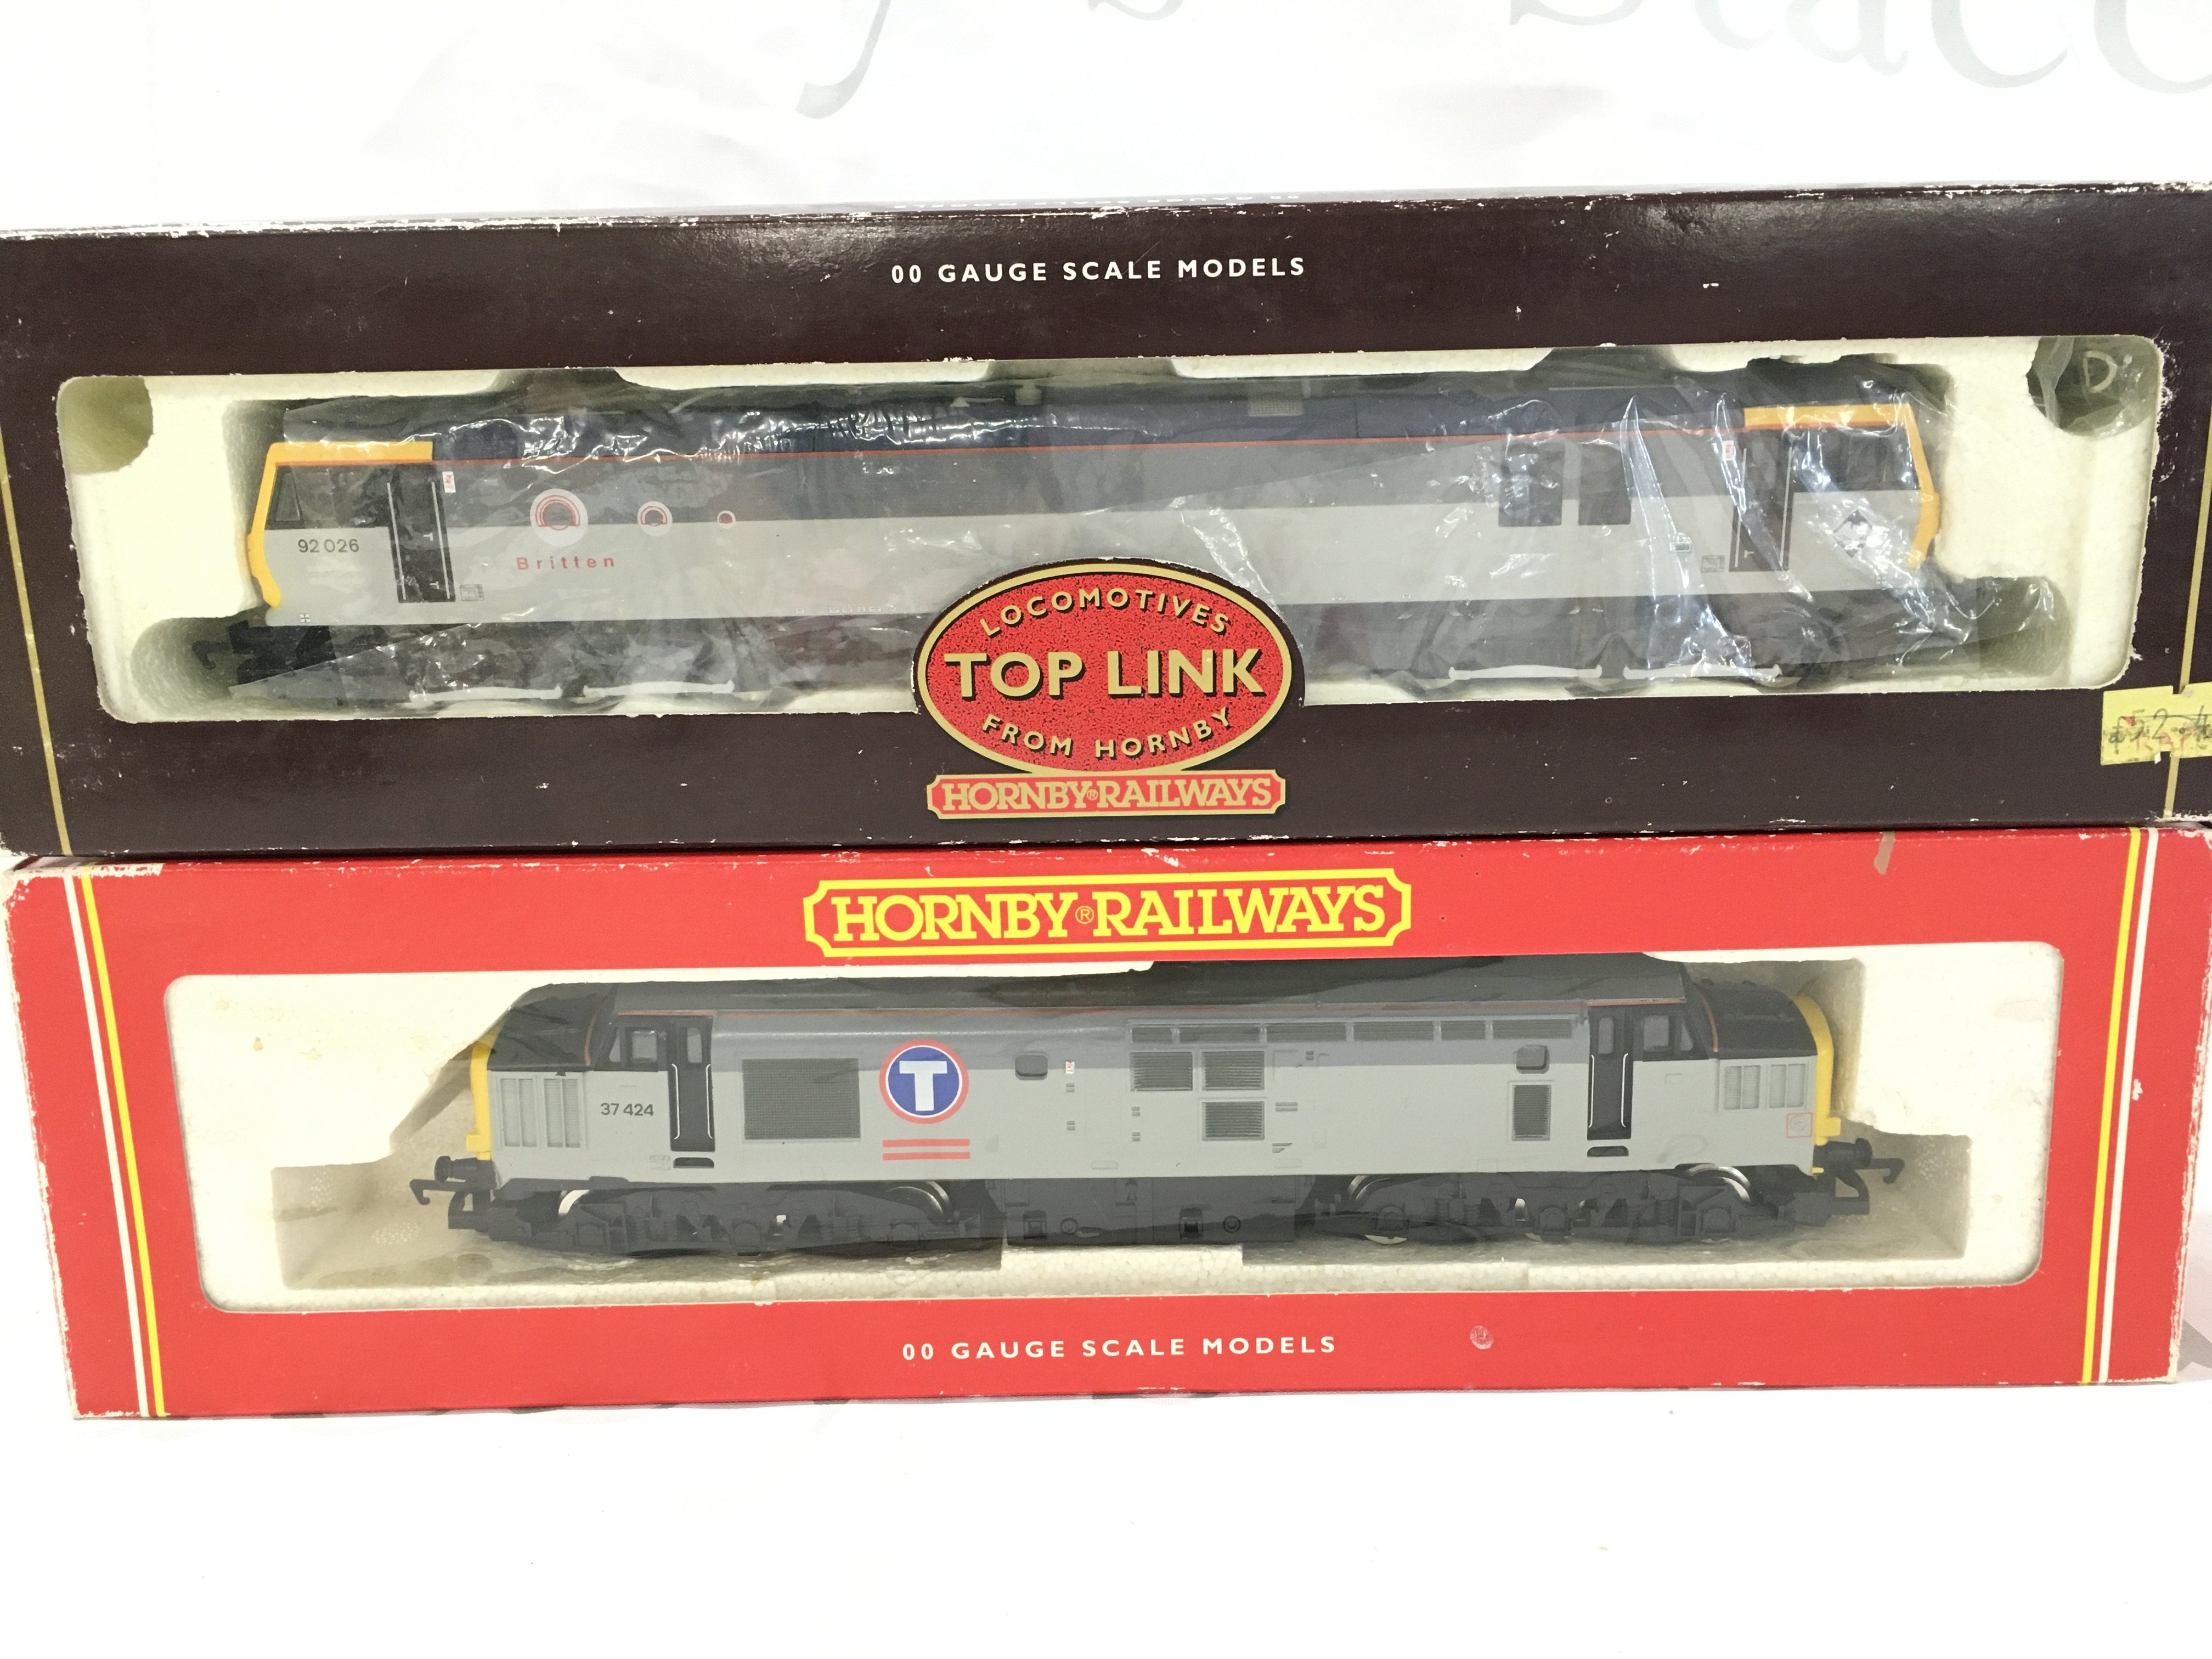 00 GAUGE SCALE MODELS
92 026
Britten
LOCOMOTIVES
TOP LINK
FROM HORNBY
HORNBY®RAILWAYS
HORNBY®RAILWAYS
T
37 424
00 GAUGE SCALE MODELS